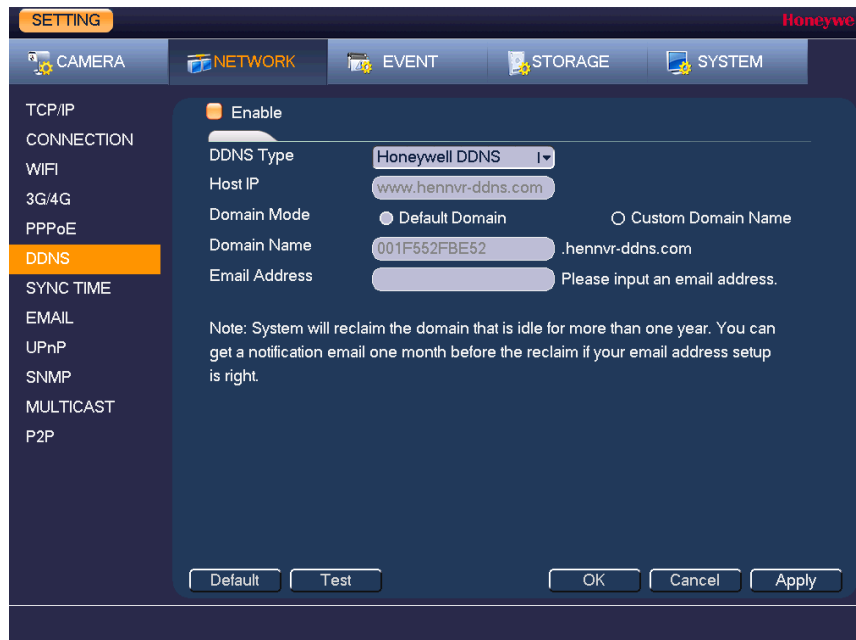 SETTING
Honeywe
CAMERA NETWORK EVENT STORAGE SYSTEM
TCP/IP
CONNECTION
WIFI
3G/4G
PPPoE
DDNS
SYNC TIME
EMAIL
UPnP
SNMP
MULTICAST
P2P
Enable
DDNS Type Honeywell DDNS
Host IP www.hennvr-ddns.com
Domain Mode Default Domain Custom Domain Name
Domain Name 001F552FBE52 .hennvr-ddns.com
Email Address Please input an email address.
Note: System will reclaim the domain that is idle for more than one year. You can
get a notification email one month before the reclaim if your email address setup
is right.
Default Test OK Cancel Apply